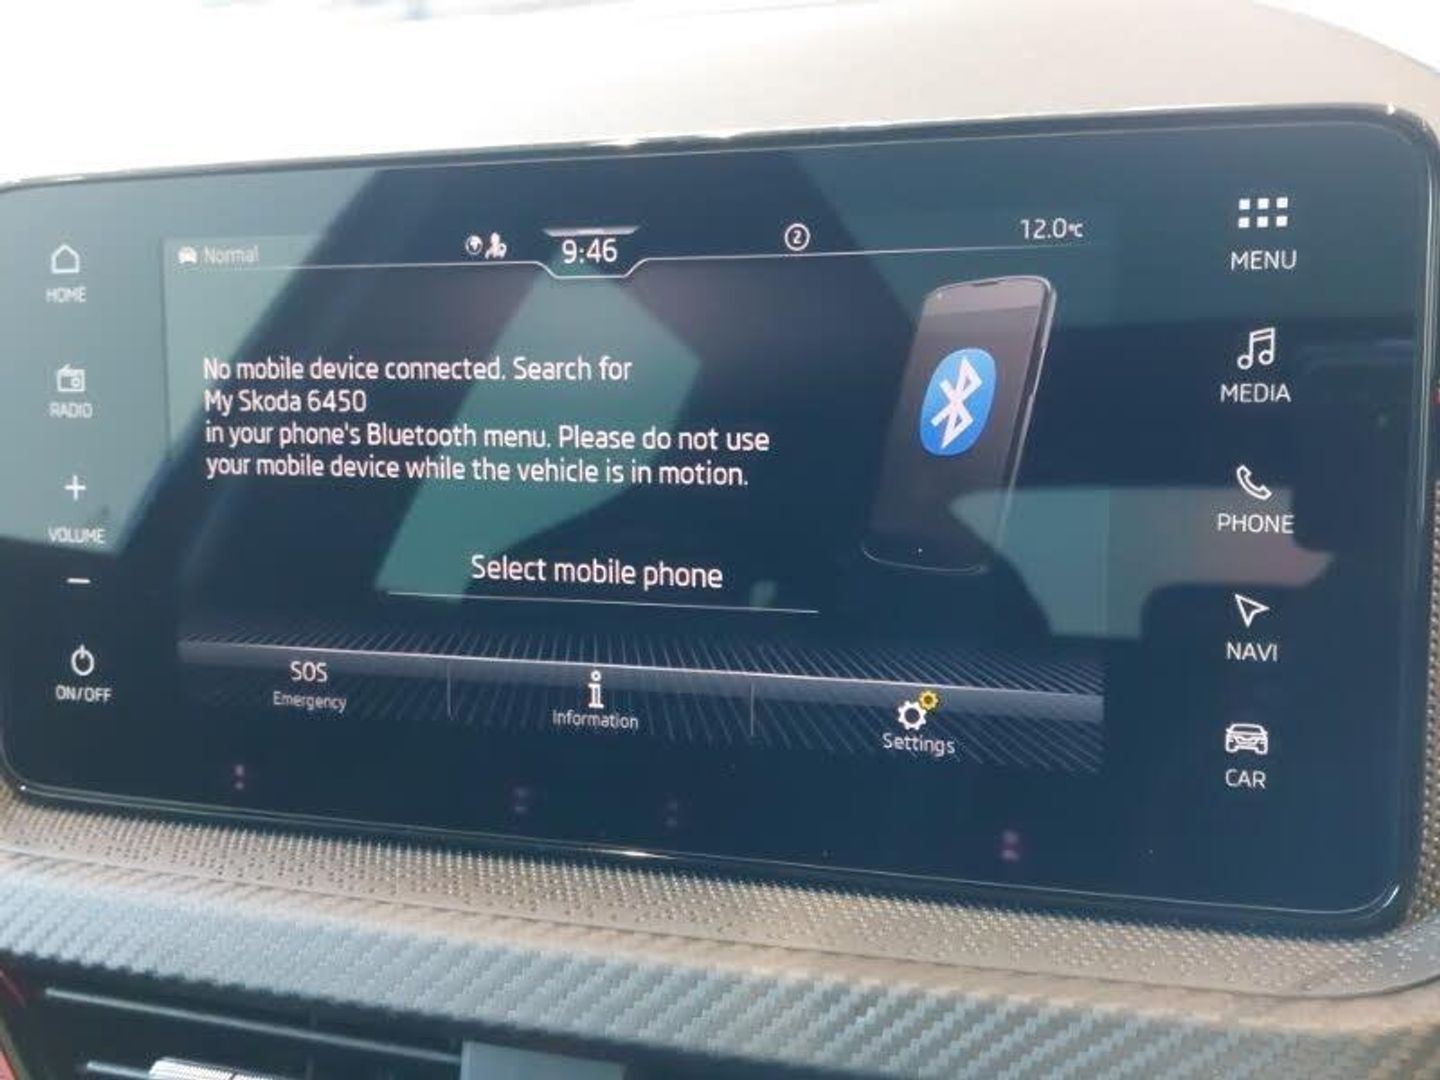 Normal
9:46
2
12.0°C
HOME
RADIO
+
VOLUME
−
ON/OFF
No mobile device connected. Search for
My Skoda 6450
in your phone's Bluetooth menu. Please do not use
your mobile device while the vehicle is in motion.
Select mobile phone
SOS
Emergency
i
Information
Settings
MENU
MEDIA
PHONE
NAVI
CAR